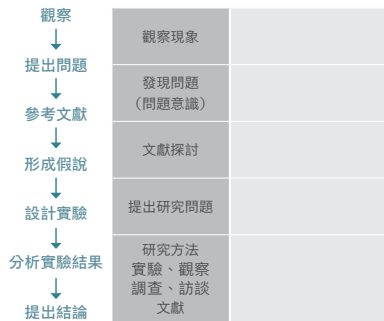 觀察
提出問題
參考文獻
形成假說
設計實驗
分析實驗結果
提出結論
觀察現象
發現問題
（問題意識）
文獻探討
提出研究問題
研究方法
實驗、觀察
調查、訪談
文獻